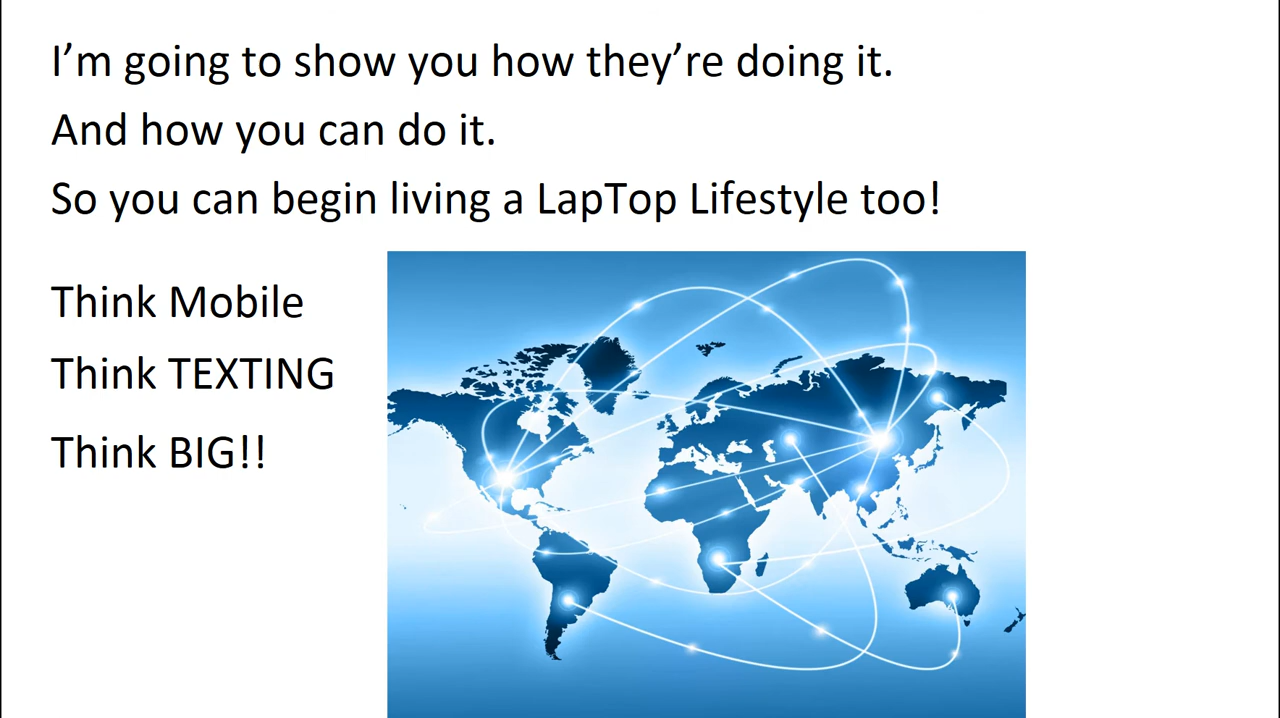 I’m going to show you how they’re doing it.
And how you can do it.
So you can begin living a LapTop Lifestyle too!
Think Mobile
Think TEXTING
Think BIG!!